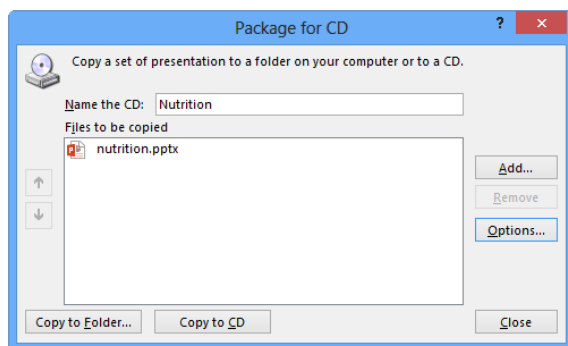 Package for CD
?
Copy a set of presentation to a folder on your computer or to a CD.
Name the CD: Nutrition
Files to be copied
nutrition.pptx
Add...
Remove
Options...
Copy to Folder... Copy to CD Close